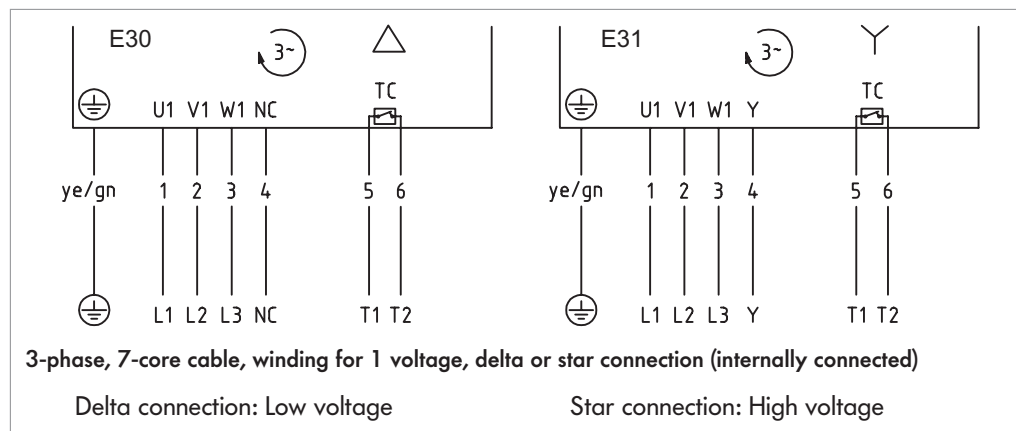 E30 3~ E31 3~
TC TC
U1 V1 W1 NC U1 V1 W1 Y
ye/gn 1 2 3 4 5 6 ye/gn 1 2 3 4 5 6
L1 L2 L3 NC T1 T2 L1 L2 L3 Y T1 T2
3-phase, 7-core cable, winding for 1 voltage, delta or star connection (internally connected)
Delta connection: Low voltage Star connection: High voltage